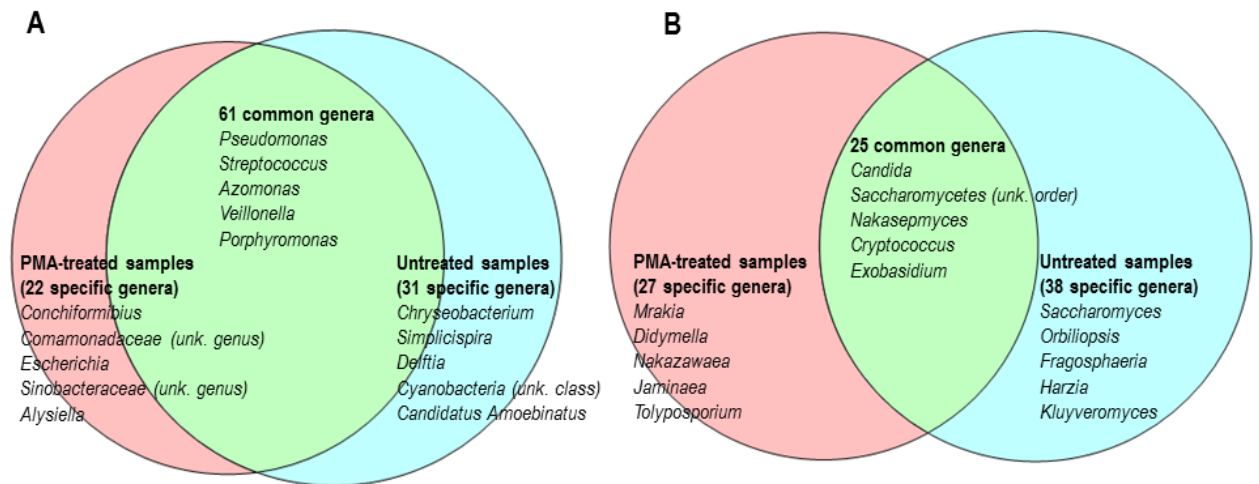 A
61 common genera
Pseudomonas
Streptococcus
Azomonas
Veillonella
Porphyromonas
PMA-treated samples
(22 specific genera)
Conchiformibius
Comamonadaceae (unk. genus)
Escherichia
Sinobacteraceae (unk. genus)
Alysiella
Untreated samples
(31 specific genera)
Chryseobacterium
Simplicispira
Delftia
Cyanobacteria (unk. class)
Candidatus Amoebinatus
B
25 common genera
Candida
Saccharomycetes (unk. order)
Nakasepmyces
Cryptococcus
Exobasidium
PMA-treated samples
(27 specific genera)
Mrakia
Didymella
Nakazawaea
Jaminaea
Tolyposporium
Untreated samples
(38 specific genera)
Saccharomyces
Orbiliopsis
Fragosphaeria
Harzia
Kluyveromyces